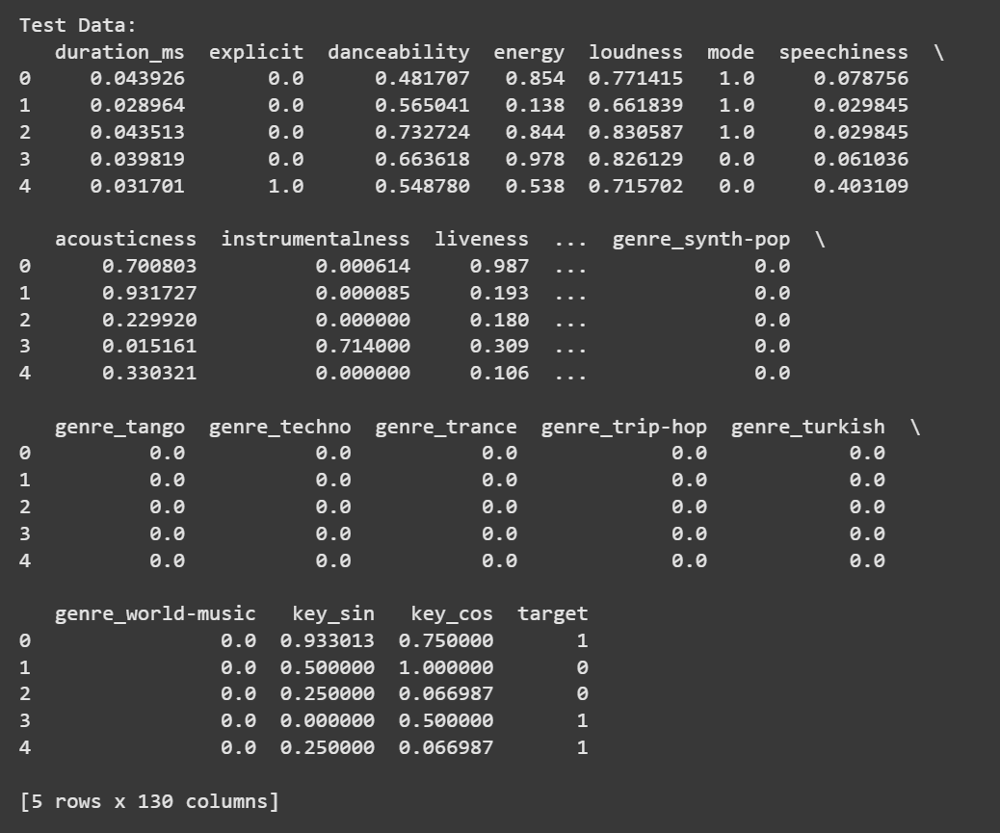 Test Data:
   duration_ms  explicit  danceability  energy  loudness  mode  speechiness  \
0     0.043926       0.0      0.481707   0.854  0.771415   1.0     0.078756
1     0.028964       0.0      0.565041   0.138  0.661839   1.0     0.029845
2     0.043513       0.0      0.732724   0.844  0.830587   1.0     0.029845
3     0.039819       0.0      0.663618   0.978  0.826129   0.0     0.061036
4     0.031701       1.0      0.548780   0.538  0.715702   0.0     0.403109

   acousticness  instrumentalness  liveness  ...  genre_synth-pop  \
0      0.700803          0.000614     0.987  ...              0.0
1      0.931727          0.000085     0.193  ...              0.0
2      0.229920          0.000000     0.180  ...              0.0
3      0.015161          0.714000     0.309  ...              0.0
4      0.330321          0.000000     0.106  ...              0.0

   genre_tango  genre_techno  genre_trance  genre_trip-hop  genre_turkish  \
0          0.0           0.0           0.0             0.0            0.0
1          0.0           0.0           0.0             0.0            0.0
2          0.0           0.0           0.0             0.0            0.0
3          0.0           0.0           0.0             0.0            0.0
4          0.0           0.0           0.0             0.0            0.0

   genre_world-music   key_sin   key_cos  target
0                0.0  0.933013  0.750000       1
1                0.0  0.500000  1.000000       0
2                0.0  0.250000  0.066987       0
3                0.0  0.000000  0.500000       1
4                0.0  0.250000  0.066987       1

[5 rows x 130 columns]